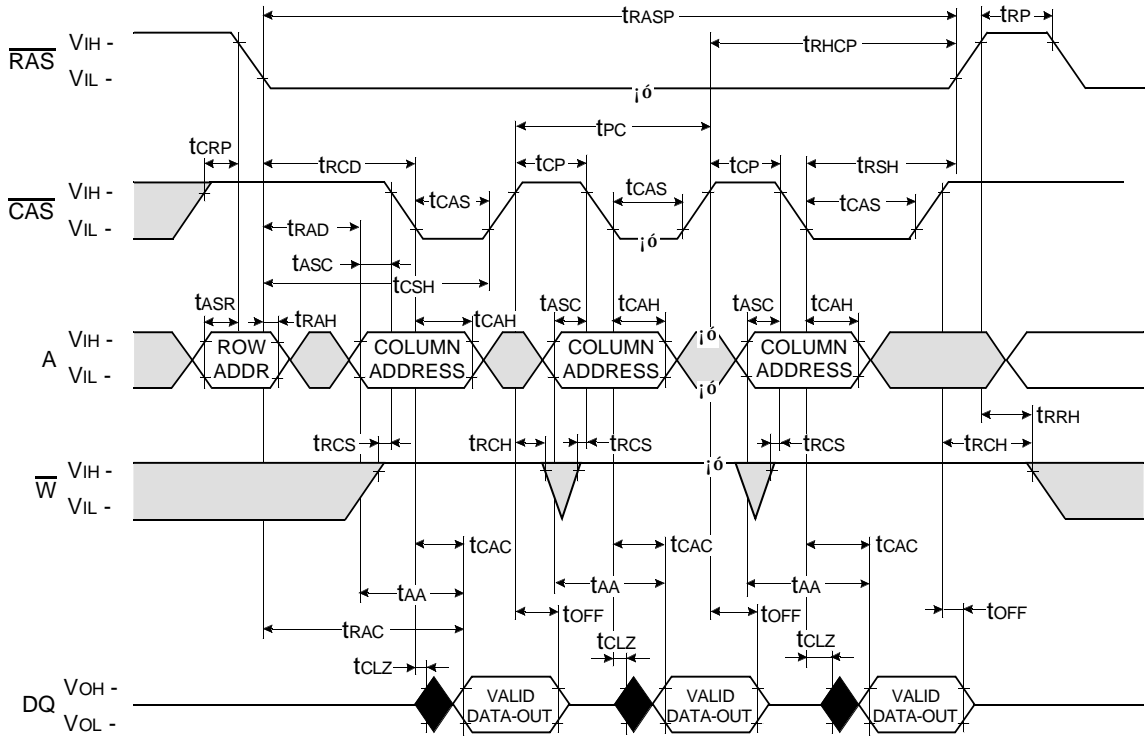 tRASP
tRP
tRHCP
RAS
VIH -
VIL -
¡ó
tCRP
tRCD
tPC
tCP
tCP
tRSH
CAS
VIH -
VIL -
tCAS
tCAS
tCAS
¡ó
tRAD
tASC
tCSH
tASR
tRAH
tCAH
tASC
tCAH
tASC
tCAH
A
VIH -
VIL -
ROW
ADDR
COLUMN
ADDRESS
COLUMN
ADDRESS
¡ó
¡ó
COLUMN
ADDRESS
tRRH
tRCS
tRCH
tRCS
tRCS
tRCH
W
VIH -
VIL -
¡ó
tCAC
tCAC
tCAC
tAA
tAA
tAA
tRAC
tOFF
tOFF
tOFF
tCLZ
tCLZ
tCLZ
DQ
VOH -
VOL -
VALID
DATA-OUT
VALID
DATA-OUT
VALID
DATA-OUT